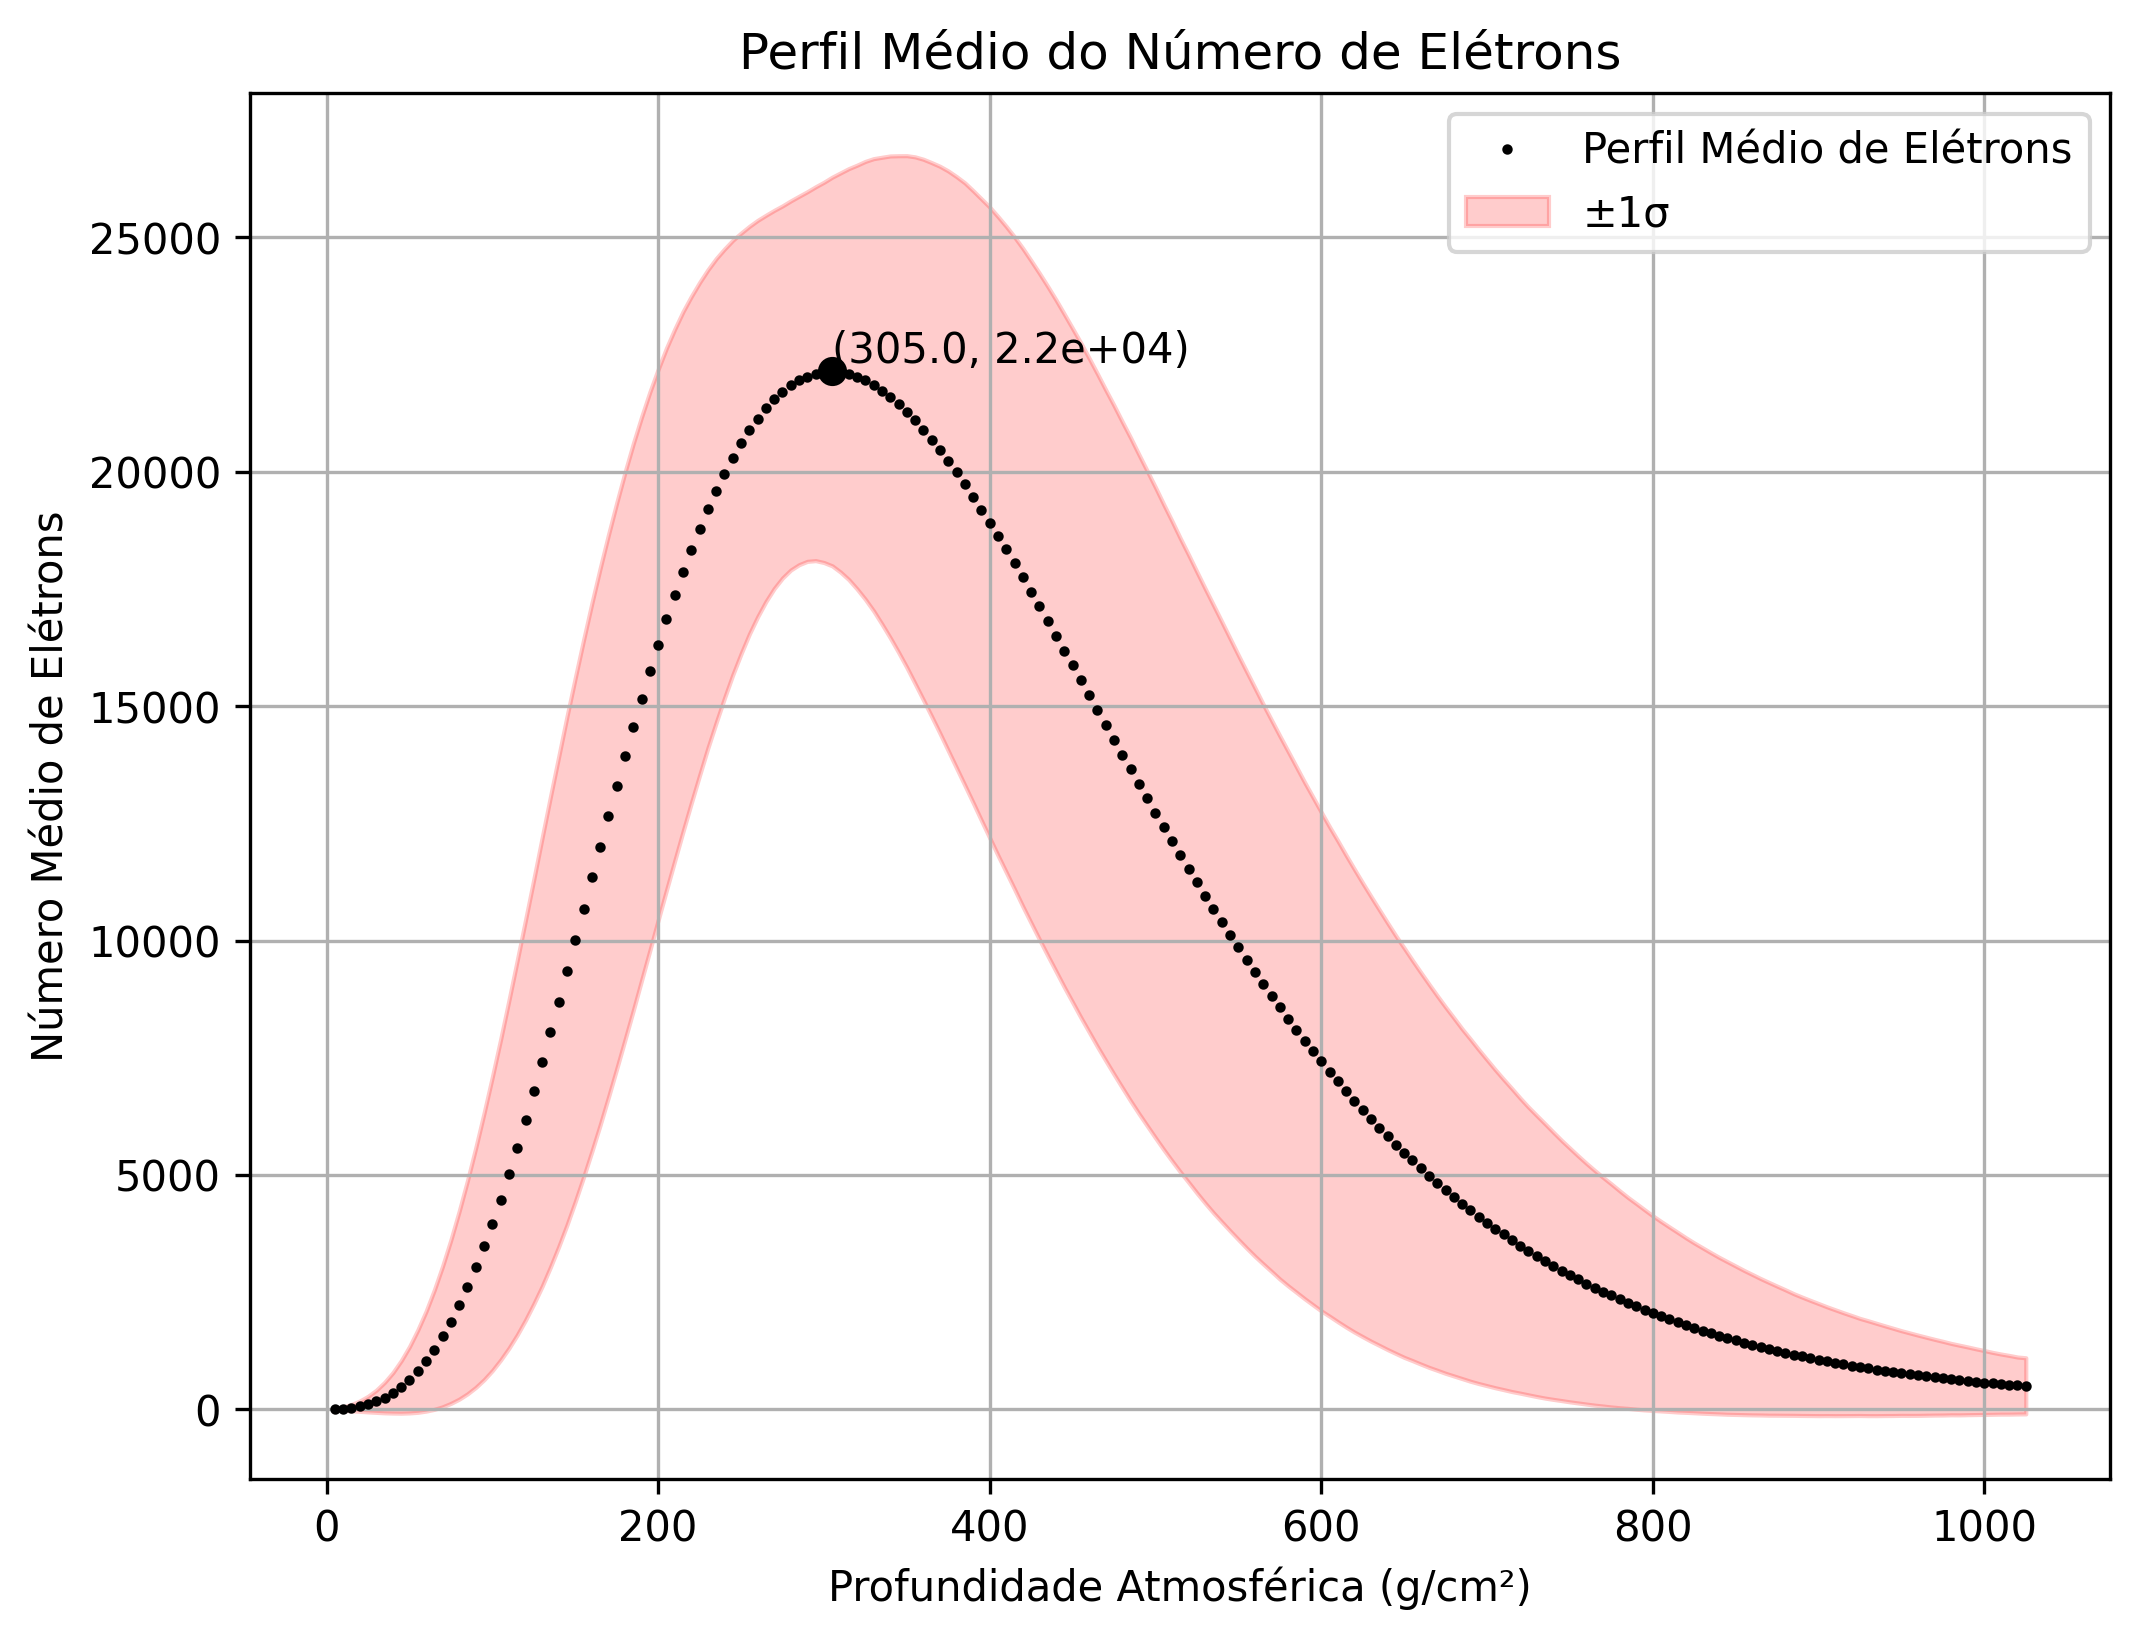 Perfil Médio do Número de Elétrons
Perfil Médio de Elétrons
±1σ
(305.0, 2.2e+04)
Número Médio de Elétrons
25000
20000
15000
10000
5000
0
0 200 400 600 800 1000
Profundidade Atmosférica (g/cm²)